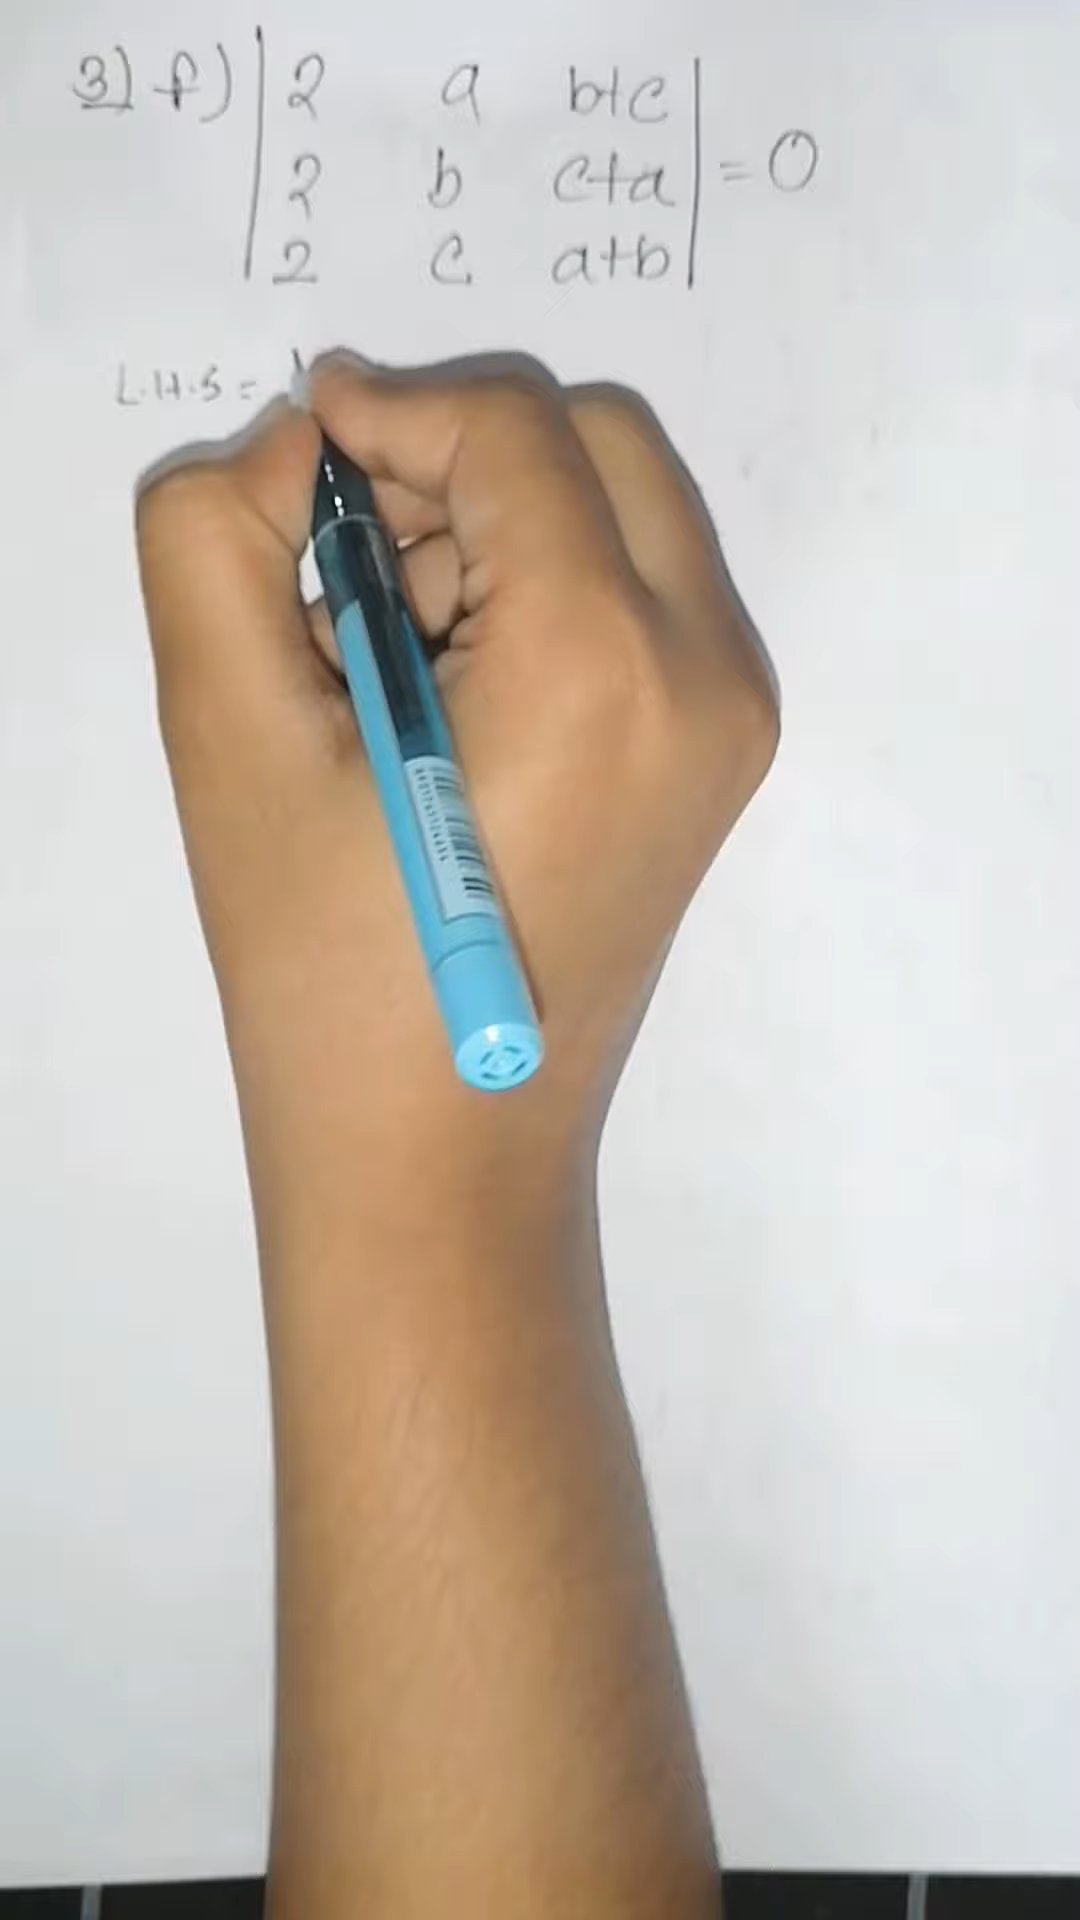 3) f) | 2 a b+c |
| 2 b c+a | = 0
| 2 c a+b |
L.H.S =